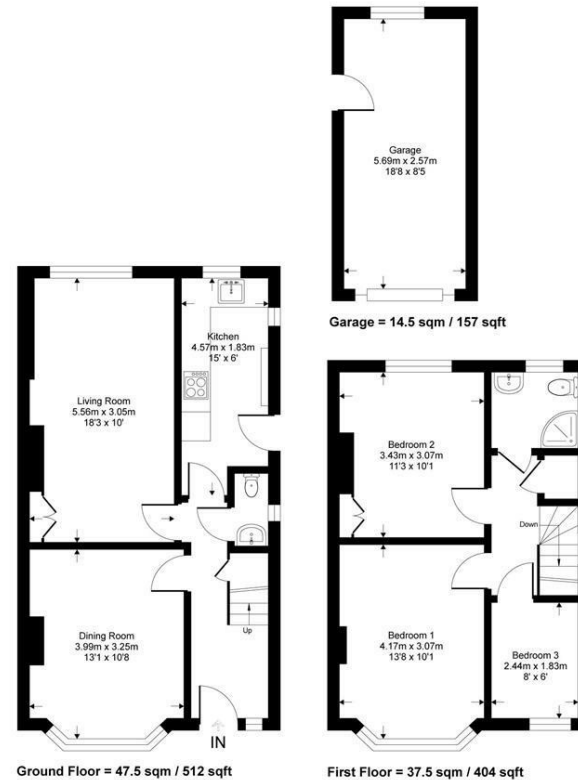 Garage
5.69m x 2.57m
18'8 x 8'5
Garage = 14.5 sqm / 157 sqft
Living Room
5.56m x 3.05m
18'3 x 10'
Kitchen
4.57m x 1.83m
15' x 6'
Dining Room
3.99m x 3.25m
13'1 x 10'8
Up
IN
Ground Floor = 47.5 sqm / 512 sqft
Bedroom 2
3.43m x 3.07m
11'3 x 10'1
Down
Bedroom 1
4.17m x 3.07m
13'8 x 10'1
Bedroom 3
2.44m x 1.83m
8' x 6'
First Floor = 37.5 sqm / 404 sqft